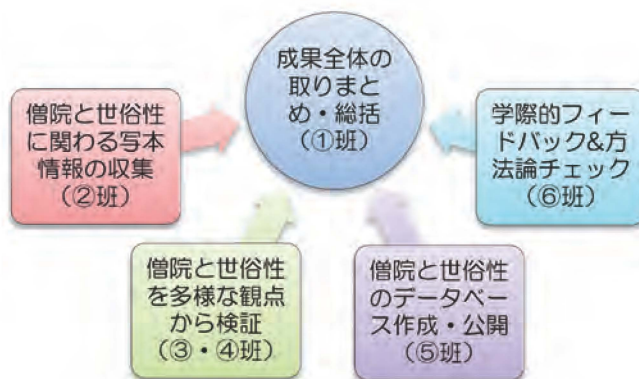 成果全体の
取りまと
め・総括
(①班)
僧院と世俗性
に関わる写本
情報の収集
(②班)
学際的フィー
ドバック&方
法論チェック
(⑥班)
僧院と世俗性
を多様な観点
から検証
(③・④班)
僧院と世俗性
のデータベー
ス作成・公開
(⑤班)